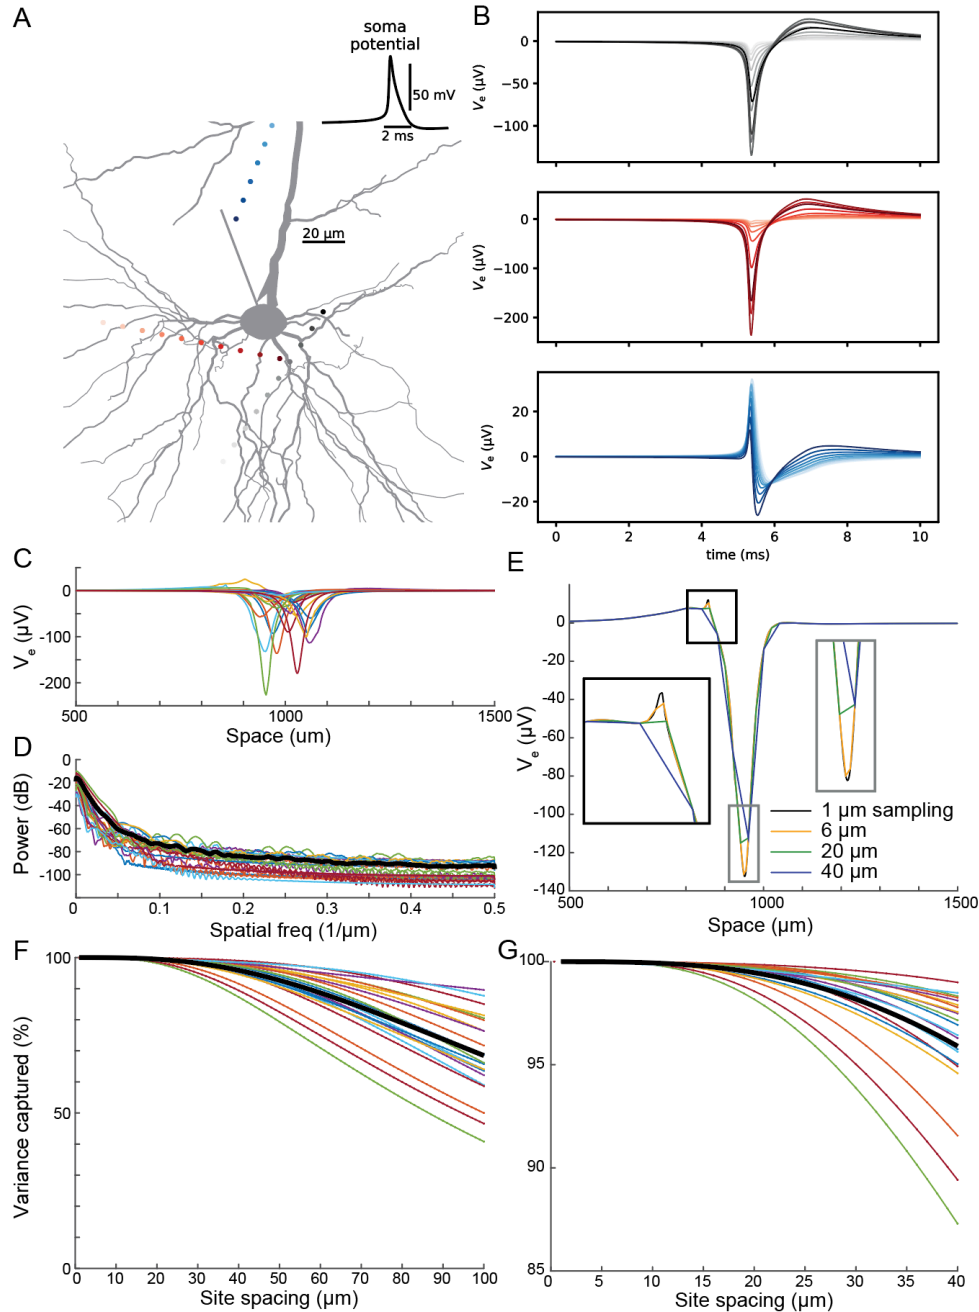 A
soma
potential
50 mV
2 ms
20 µm
B
0
−50
−100
Ve (µV)
0
−100
−200
Ve (µV)
20
0
−20
Ve (µV)
0 2 4 6 8 10
time (ms)
C
0
-100
-200
Ve (µV)
500 1000 1500
Space (um)
D
0
-20
-40
-60
-80
-100
Power (dB)
0 0.1 0.2 0.3 0.4 0.5
Spatial freq (1/µm)
E
0
-20
-40
-60
-80
-100
-120
-140
Ve (µV)
1 µm sampling
6 µm
20 µm
40 µm
500 1000 1500
Space (µm)
F
100
50
0
Variance captured (%)
0 10 20 30 40 50 60 70 80 90 100
Site spacing (µm)
G
100
95
90
85
0 5 10 15 20 25 30 35 40
Site spacing (µm)